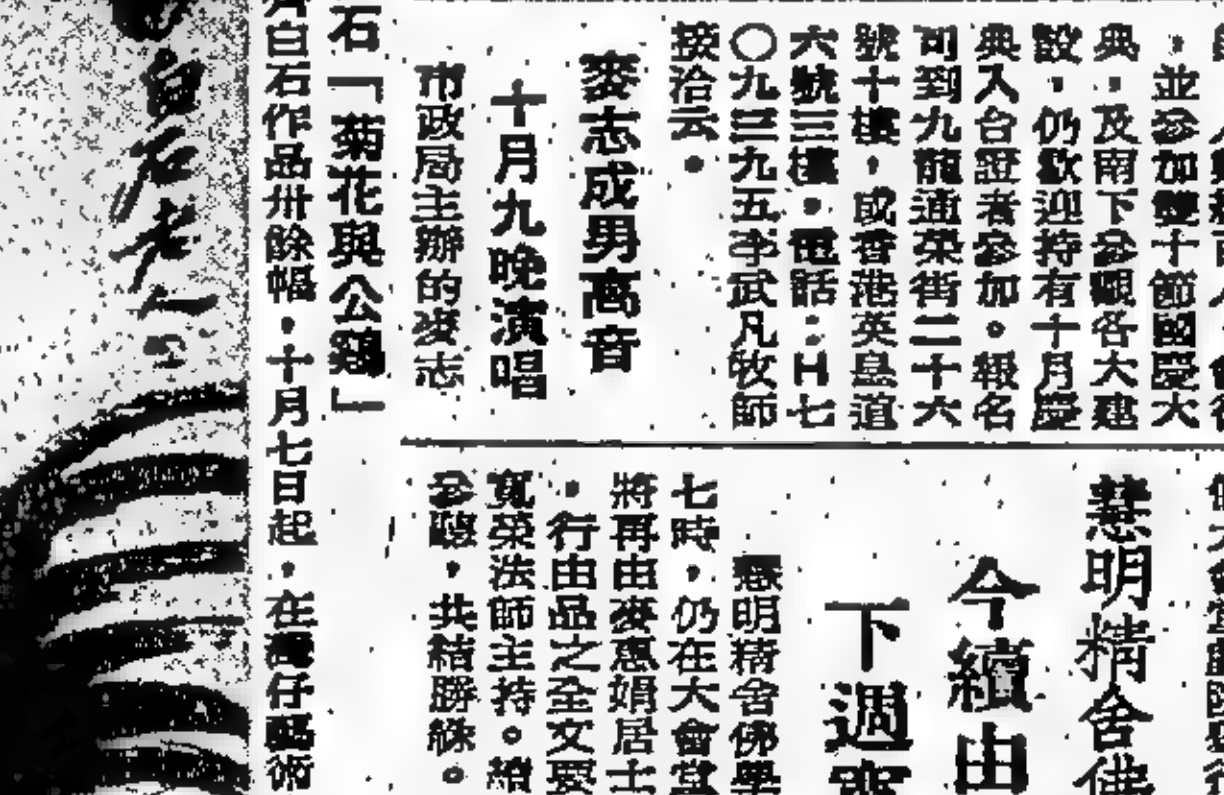 ，並參加雙十節國慶大
典，及南下參觀各大建
設，仍歡迎持有十月慶
典入台證者參加。報名
可到九龍通菜街二十六
號十樓，或香港英皇道
六號三樓。電話：H七
〇九三九五李武凡牧師
接洽云。
麥志成男高音
十月九晚演唱
市政局主辦的麥志
石「菊花與公鷄」
白石作品卅餘幅，十月七日起，在灣仔藝術
白石老人
慧明精舍佛
今續由
下週
慧明精舍佛學
七時，仍在大會堂
將再由麥惠娟居士
。行由品之全文要
寬榮法師主持。續
參聽，共結勝緣。